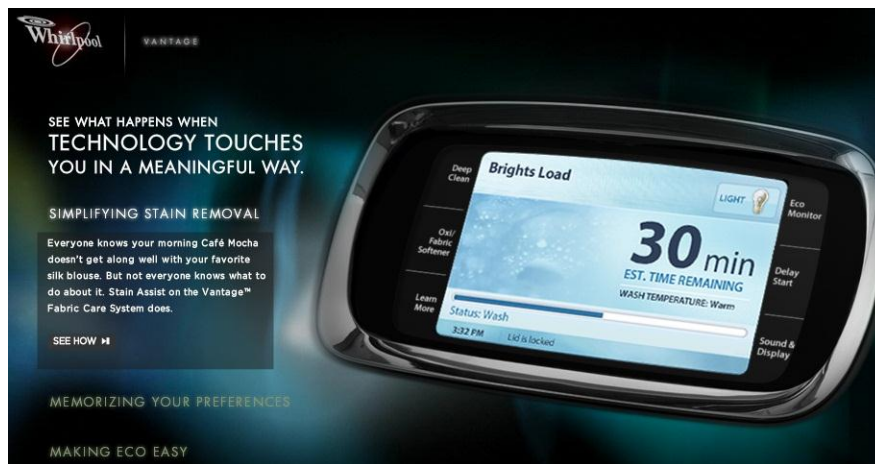 Whirlpool
VANTAGE
SEE WHAT HAPPENS WHEN
TECHNOLOGY TOUCHES
YOU IN A MEANINGFUL WAY.
SIMPLIFYING STAIN REMOVAL
Everyone knows your morning Café Mocha
doesn't get along well with your favorite
silk blouse. But not everyone knows what to
do about it. Stain Assist on the Vantage™
Fabric Care System does.
SEE HOW
MEMORIZING YOUR PREFERENCES
MAKING ECO EASY
Deep
Clean
Oxi/
Fabric
Softener
Learn
More
Brights Load
LIGHT
30 min
EST. TIME REMAINING
WASH TEMPERATURE: Warm
Status: Wash
3:32 PM Lid is locked
Eco
Monitor
Delay
Start
Sound &
Display